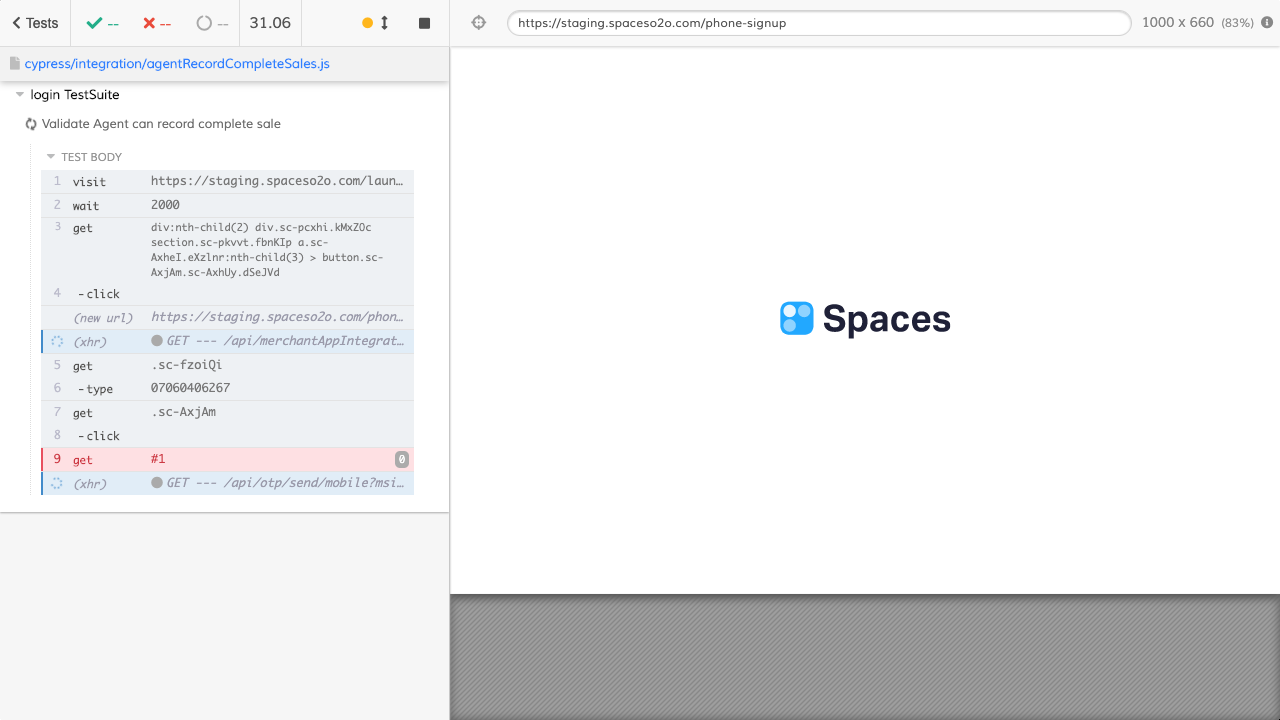 Tests -- -- -- 31.06
https://staging.spaceso2o.com/phone-signup 1000 x 660 (83%)
cypress/integration/agentRecordCompleteSales.js
login TestSuite
Validate Agent can record complete sale
TEST BODY
1 visit https://staging.spaceso2o.com/laun…
2 wait 2000
3 get div:nth-child(2) div.sc-pcxhi.kMxZOc
section.sc-pkvvt.fbnKIp a.sc-
AxheI.eXzlnr:nth-child(3) > button.sc-
AxjAm.sc-AxhUy.dSeJVd
4 -click
(new url) https://staging.spaceso2o.com/phon…
(xhr) GET --- /api/merchantAppIntegrat…
5 get .sc-fzoiQi
6 -type 07060406267
7 get .sc-AxjAm
8 -click
9 get #1 0
(xhr) GET --- /api/otp/send/mobile?msi…
Spaces